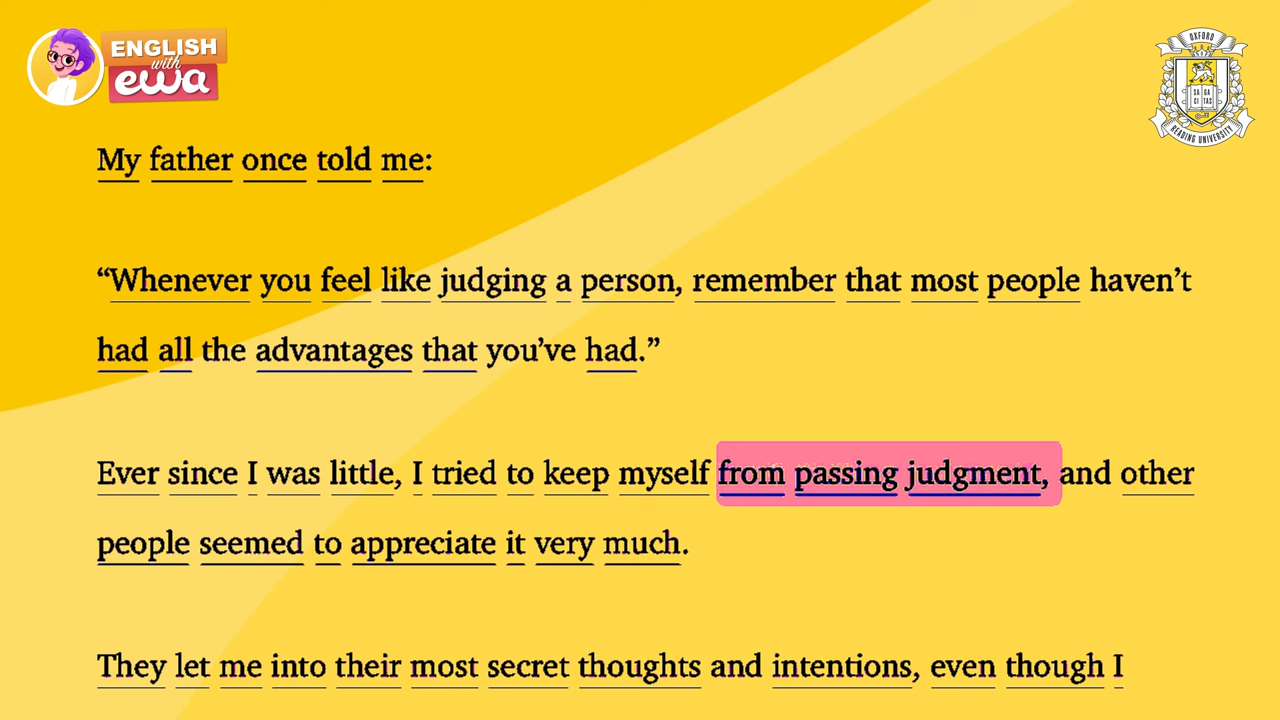 ENGLISH
with
ewa
OXFORD
SA GA
CI TAS
READING UNIVERSITY
My father once told me:
“Whenever you feel like judging a person, remember that most people haven’t
had all the advantages that you’ve had.”
Ever since I was little, I tried to keep myself from passing judgment, and other
people seemed to appreciate it very much.
They let me into their most secret thoughts and intentions, even though I